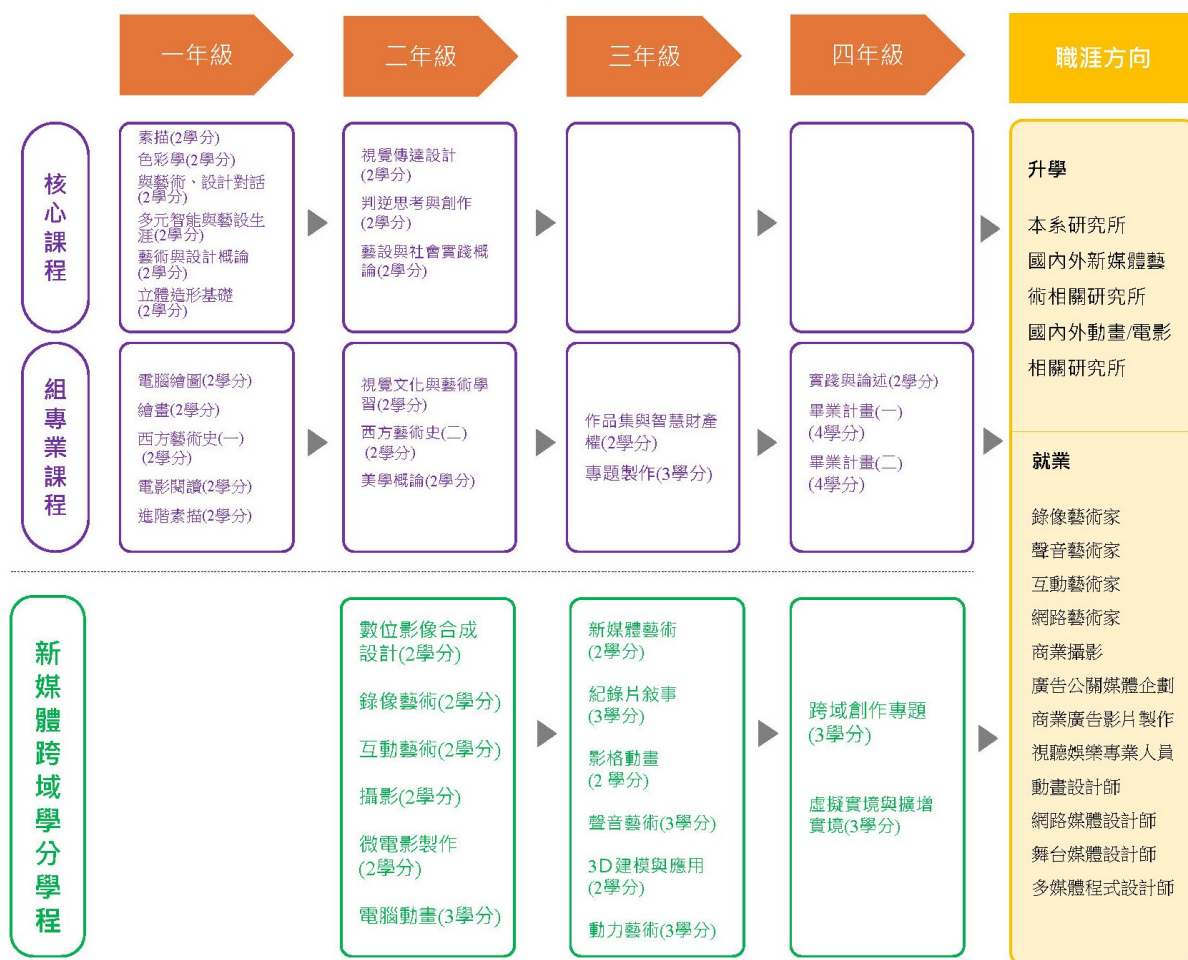 一年級
二年級
三年級
四年級
職涯方向
核心課程
素描(2學分)
色彩學(2學分)
與藝術、設計對話
(2學分)
多元智能與藝設生
涯(2學分)
藝術與設計概論
(2學分)
立體造形基礎
(2學分)
視覺傳達設計
(2學分)
判逆思考與創作
(2學分)
藝設與社會實踐概
論(2學分)
組專業課程
電腦繪圖(2學分)
繪畫(2學分)
西方藝術史(一)
(2學分)
電影閱讀(2學分)
進階素描(2學分)
視覺文化與藝術學
習(2學分)
西方藝術史(二)
(2學分)
美學概論(2學分)
作品集與智慧財產
權(2學分)
專題製作(3學分)
實踐與論述(2學分)
畢業計畫(一)
(4學分)
畢業計畫(二)
(4學分)
新媒體跨域學分學程
數位影像合成
設計(2學分)
錄像藝術(2學分)
互動藝術(2學分)
攝影(2學分)
微電影製作
(2學分)
電腦動畫(3學分)
新媒體藝術
(2學分)
紀錄片敘事
(3學分)
影格動畫
(2 學分)
聲音藝術(3學分)
3D建模與應用
(2學分)
動力藝術(3學分)
跨域創作專題
(3學分)
虛擬實境與擴增
實境(3學分)
升學
本系研究所
國內外新媒體藝
術相關研究所
國內外動畫/電影
相關研究所
就業
錄像藝術家
聲音藝術家
互動藝術家
網路藝術家
商業攝影
廣告公關媒體企劃
商業廣告影片製作
視聽娛樂專業人員
動畫設計師
網路媒體設計師
舞台媒體設計師
多媒體程式設計師